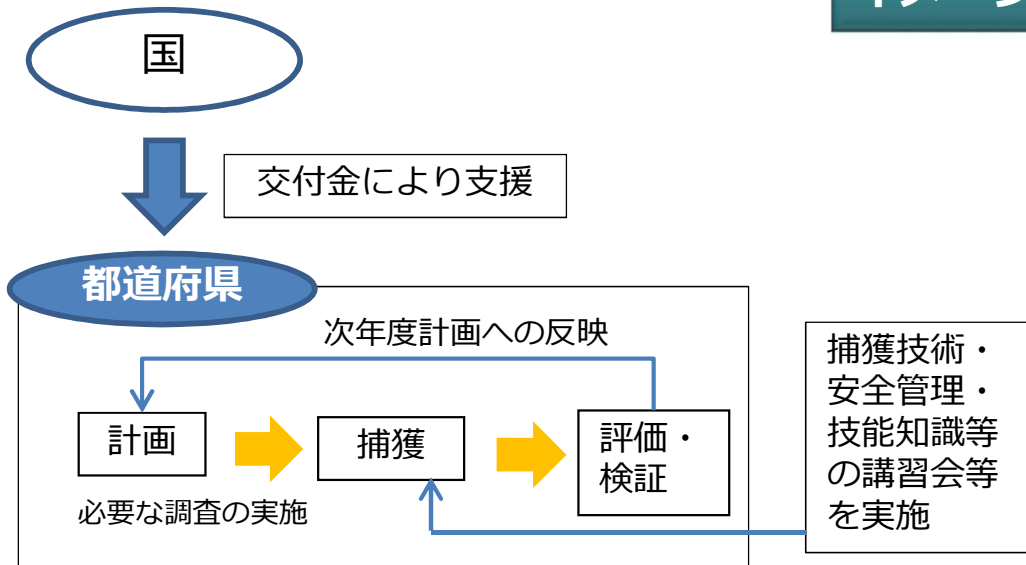 国
交付金により支援
都道府県
次年度計画への反映
計画
捕獲
評価・
検証
必要な調査の実施
捕獲技術・
安全管理・
技能知識等
の講習会等
を実施